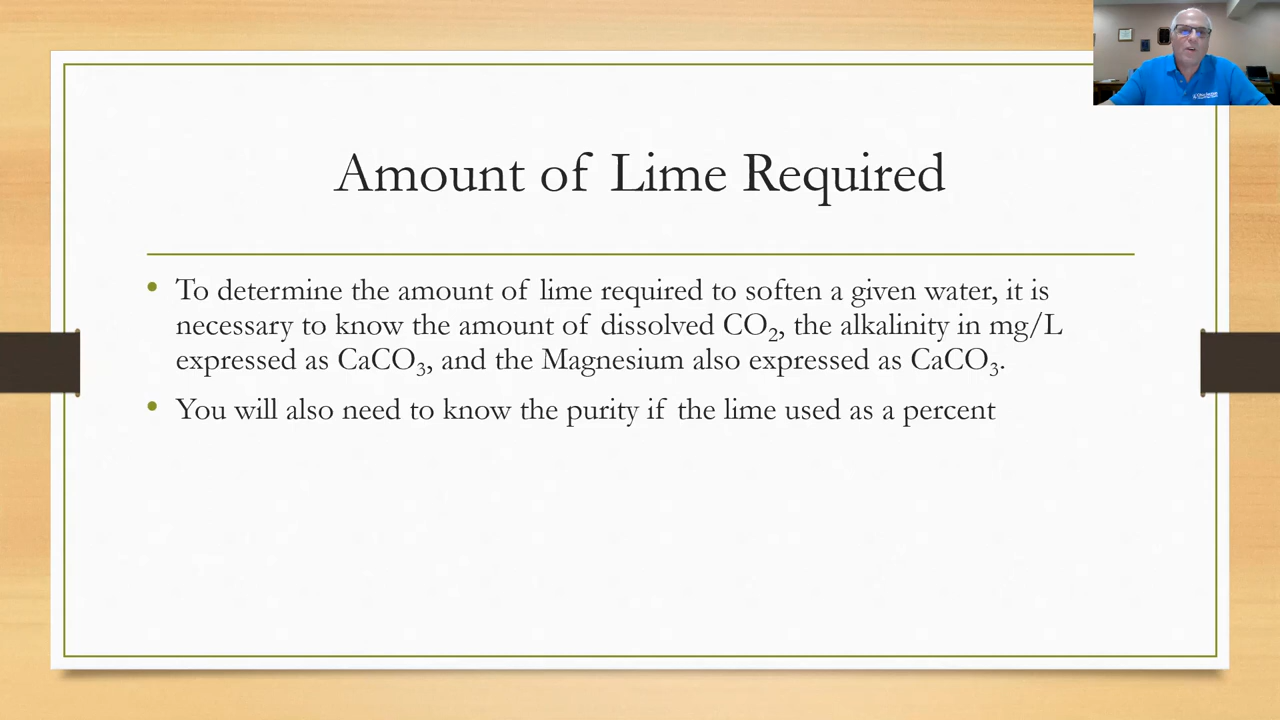 Amount of Lime Required
• To determine the amount of lime required to soften a given water, it is
necessary to know the amount of dissolved CO₂, the alkalinity in mg/L
expressed as CaCO₃, and the Magnesium also expressed as CaCO₃.
• You will also need to know the purity if the lime used as a percent